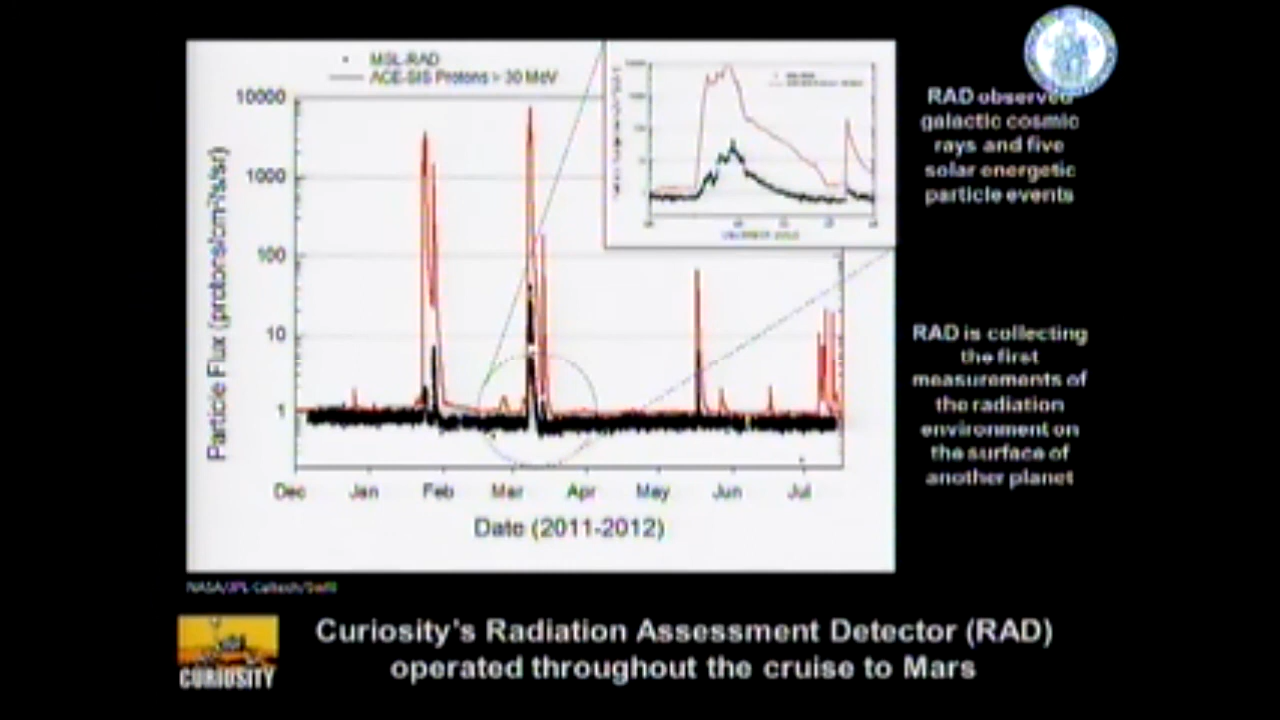 MSL-RAD
ACE-SIS Protons > 30 MeV
10000
1000
100
10
1
Particle Flux (protons/cm²/s/sr)
Dec Jan Feb Mar Apr May Jun Jul
Date (2011-2012)
RAD observed
galactic cosmic
rays and five
solar energetic
particle events
RAD is collecting
the first
measurements of
the radiation
environment on
the surface of
another planet
NASA/JPL-Caltech/SwRI
CURIOSITY
Curiosity's Radiation Assessment Detector (RAD)
operated throughout the cruise to Mars